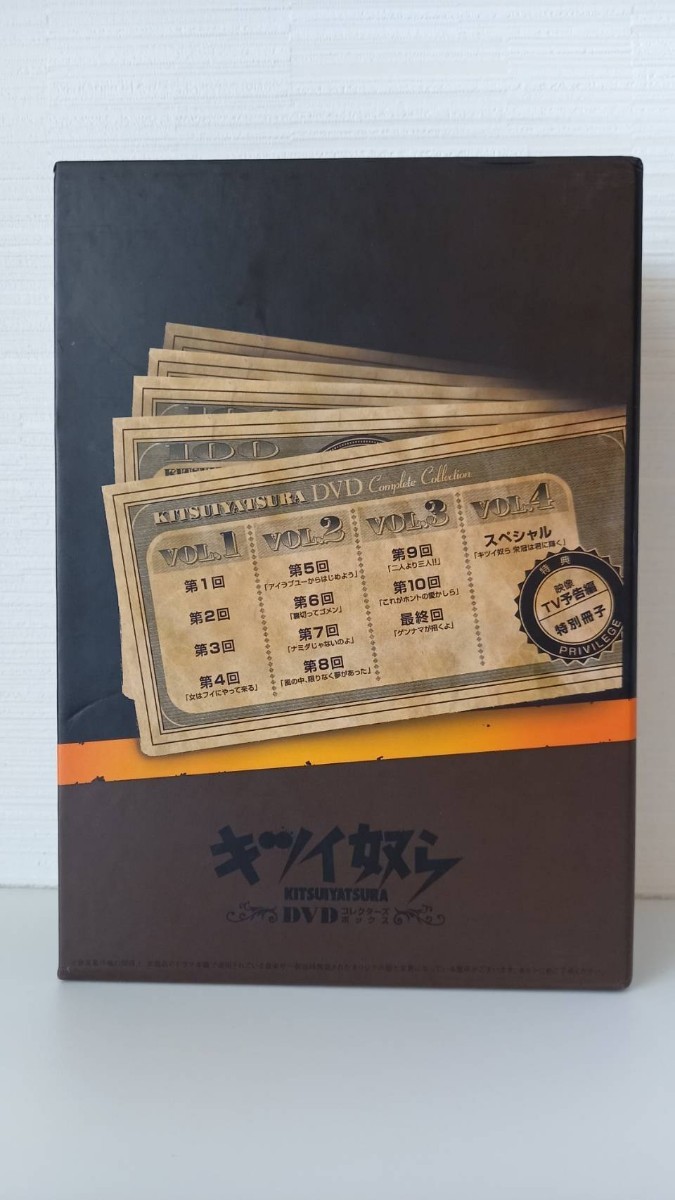 100
100
KITSUIYATSURA DVD Complete Collection
VOL.1
第1回
第2回
第3回
第4回
「女はフイにやって来る」
VOL.2
第5回
「アイラブユーからはじめよう」
第6回
「裏切ってゴメン」
第7回
「ナミダじゃないのよ」
第8回
「風の中、限りなく夢があった」
VOL.3
第9回
「二人より三人!!」
第10回
「これがホントの愛かしら」
最終回
「ゲンナマが招くよ」
VOL.4
スペシャル
「キツイ奴ら 栄冠は君に輝く」
特典
映像
TV予告編
特別冊子
PRIVILEGE
キツイ奴ら
KITSUIYATSURA
DVD コレクターズ
ボックス